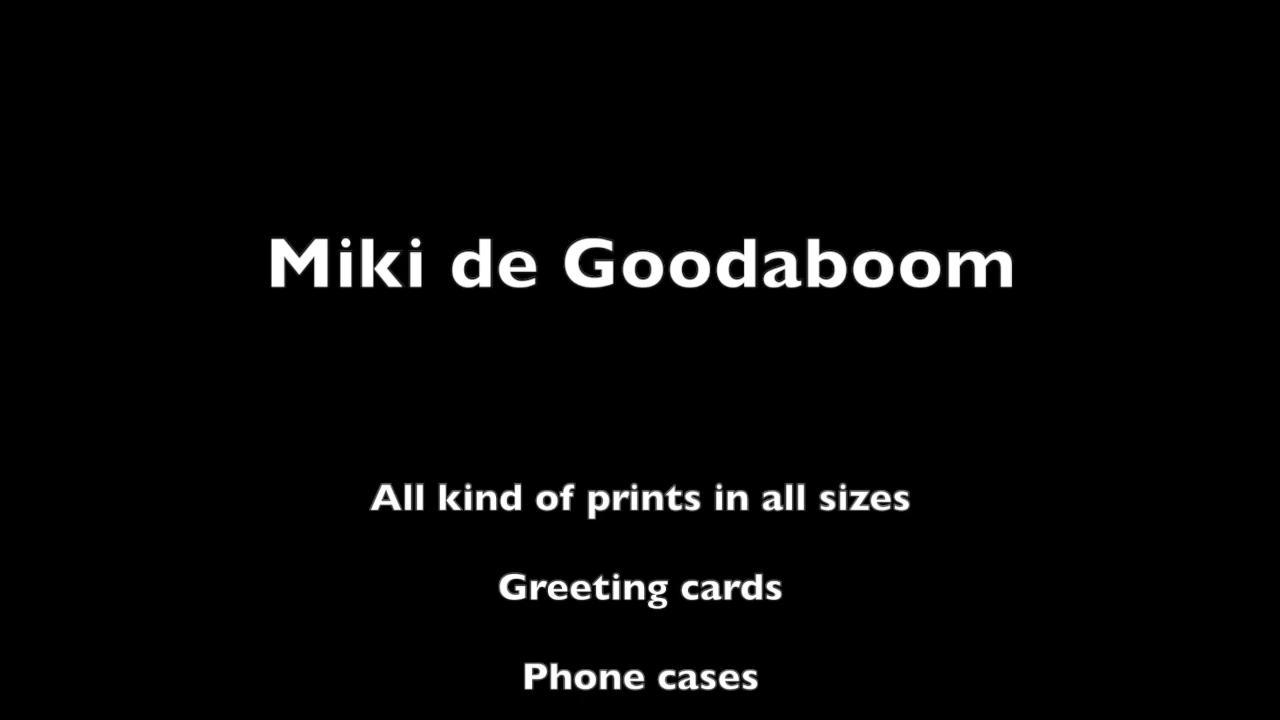 Miki de Goodaboom
All kind of prints in all sizes
Greeting cards
Phone cases